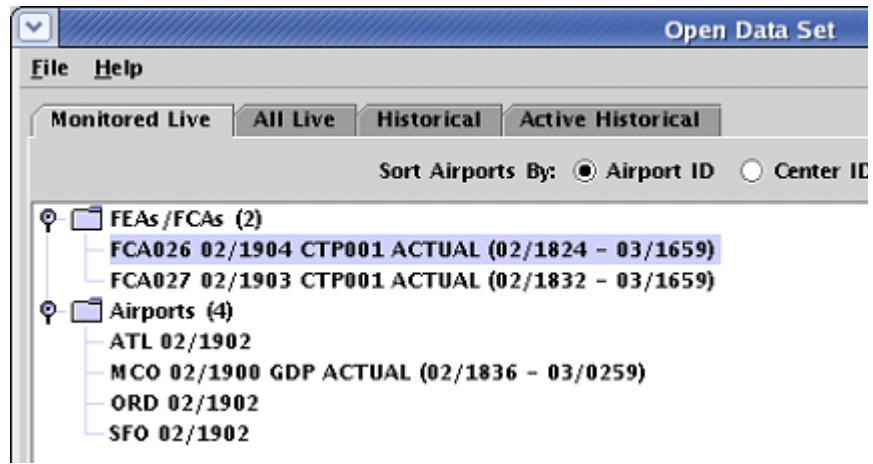 Open Data Set
File Help
Monitored Live All Live Historical Active Historical
Sort Airports By: Airport ID Center ID
FEAs/FCAs (2)
FCA026 02/1904 CTP001 ACTUAL (02/1824 - 03/1659)
FCA027 02/1903 CTP001 ACTUAL (02/1832 - 03/1659)
Airports (4)
ATL 02/1902
MCO 02/1900 GDP ACTUAL (02/1836 - 03/0259)
ORD 02/1902
SFO 02/1902